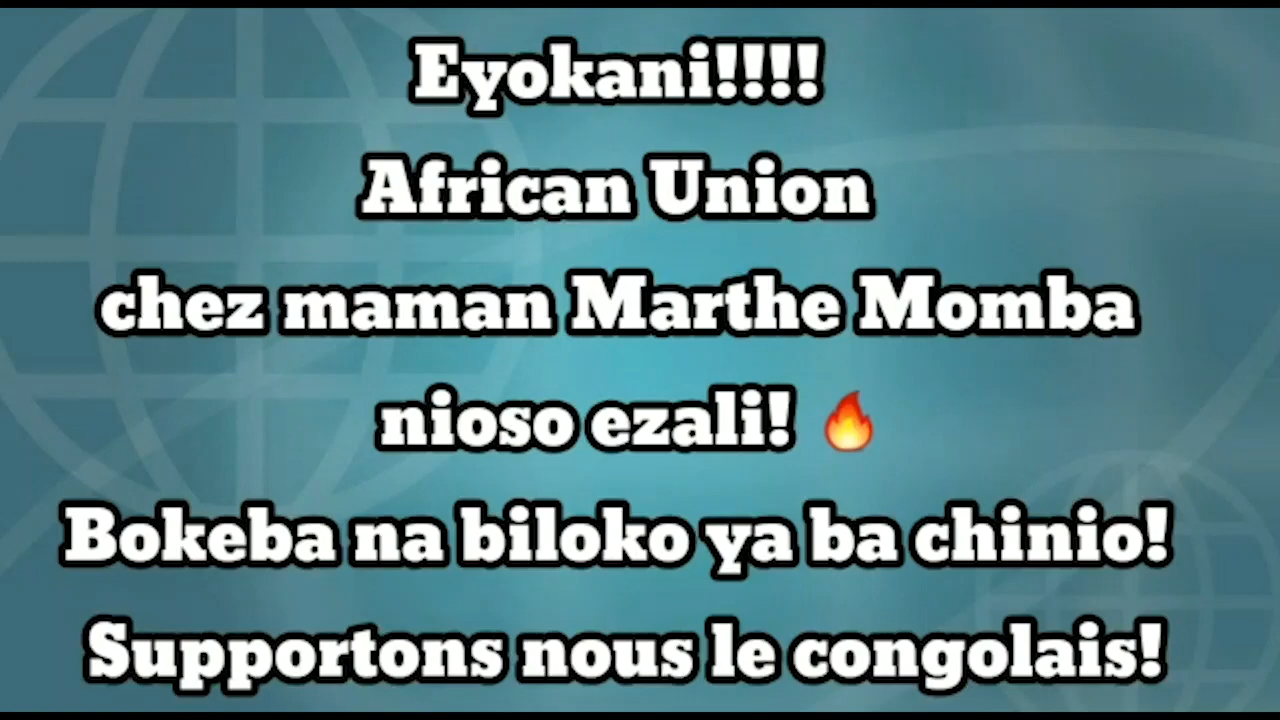 Eyokani!!!!
African Union
chez maman Marthe Momba
nioso ezali! 🔥
Bokeba na biloko ya ba chinio!
Supportons nous le congolais!